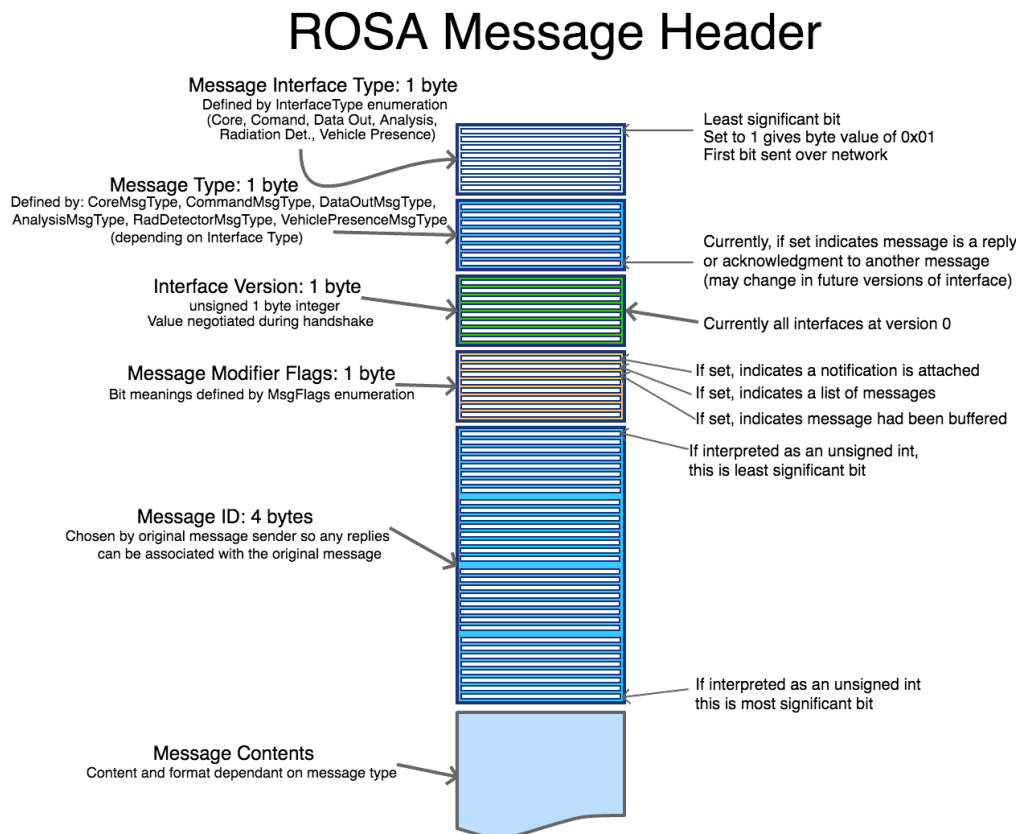 ROSA Message Header
Message Interface Type: 1 byte
Defined by InterfaceType enumeration
(Core, Comand, Data Out, Analysis,
Radiation Det., Vehicle Presence)
Least significant bit
Set to 1 gives byte value of 0x01
First bit sent over network
Message Type: 1 byte
Defined by: CoreMsgType, CommandMsgType, DataOutMsgType,
AnalysisMsgType, RadDetectorMsgType, VehiclePresenceMsgType
(depending on Interface Type)
Currently, if set indicates message is a reply
or acknowledgment to another message
(may change in future versions of interface)
Interface Version: 1 byte
unsigned 1 byte integer
Value negotiated during handshake
Currently all interfaces at version 0
Message Modifier Flags: 1 byte
Bit meanings defined by MsgFlags enumeration
If set, indicates a notification is attached
If set, indicates a list of messages
If set, indicates message had been buffered
If interpreted as an unsigned int,
this is least significant bit
Message ID: 4 bytes
Chosen by original message sender so any replies
can be associated with the original message
If interpreted as an unsigned int
this is most significant bit
Message Contents
Content and format dependant on message type